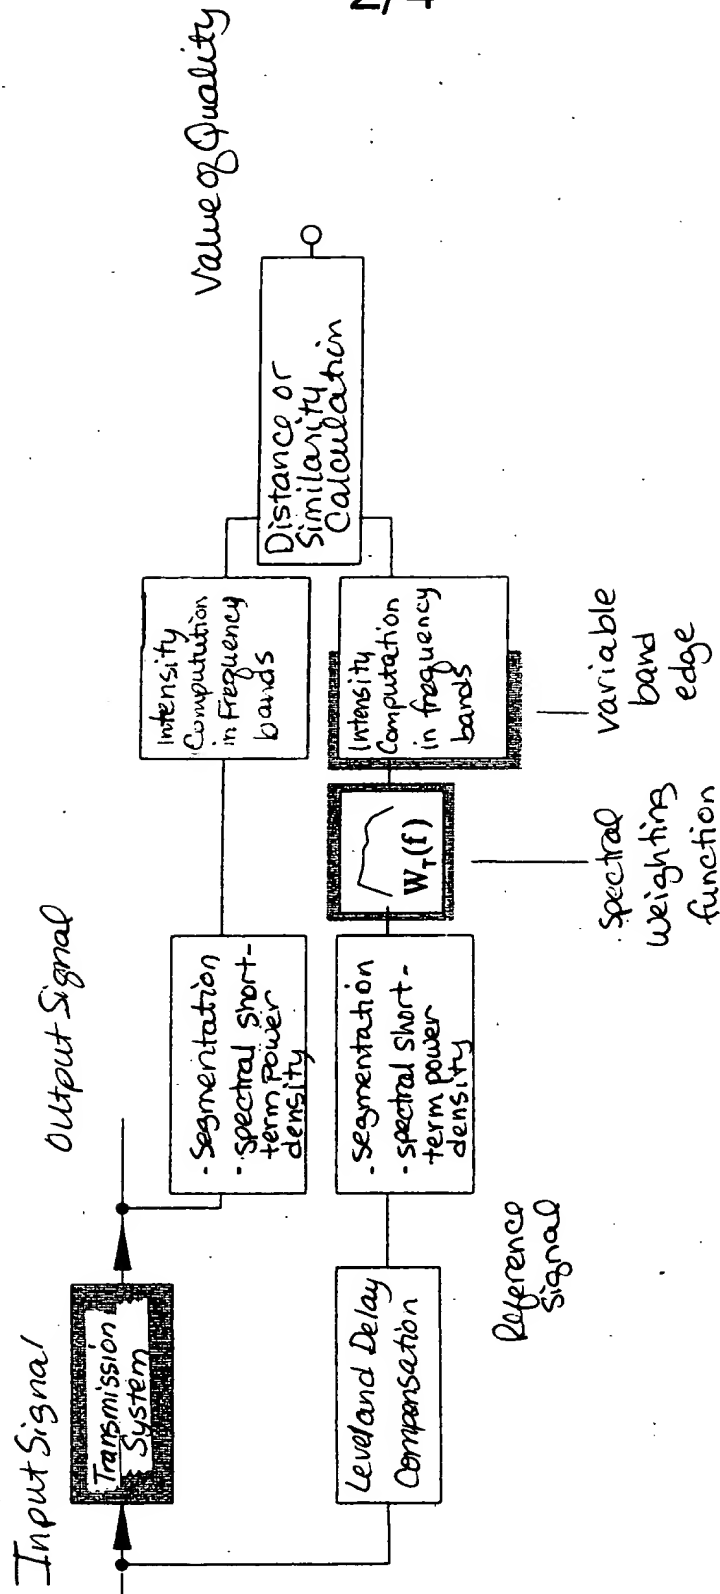 2/4
Input Signal
Transmission
System
Output Signal
- Segmentation
- spectral short-
term power
density
Intensity
Computution
in Frequency
bands
Distance or
Similarity
Calculation
Value of Quality
Level and Delay
Compensation
Reference
Signal
- segmentation
- spectral short-
term power
density
W_T(f)
spectral
weighting
function
Intensity
Computation
in frequency
bands
variable
band
edge